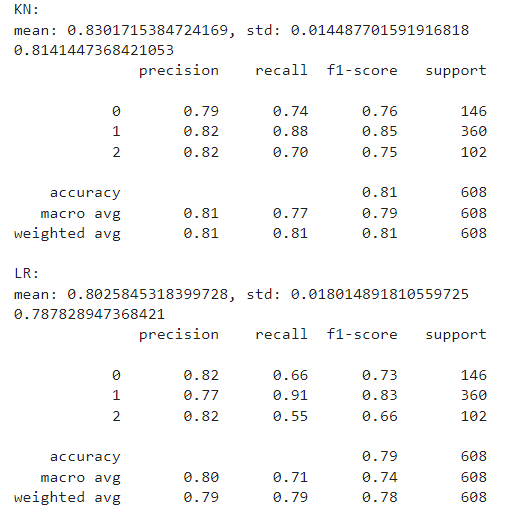 KN:
mean: 0.8301715384724169, std: 0.014487701591916818
0.8141447368421053
precision recall f1-score support
0 0.79 0.74 0.76 146
1 0.82 0.88 0.85 360
2 0.82 0.70 0.75 102
accuracy 0.81 608
macro avg 0.81 0.77 0.79 608
weighted avg 0.81 0.81 0.81 608
LR:
mean: 0.8025845318399728, std: 0.018014891810559725
0.787828947368421
precision recall f1-score support
0 0.82 0.66 0.73 146
1 0.77 0.91 0.83 360
2 0.82 0.55 0.66 102
accuracy 0.79 608
macro avg 0.80 0.71 0.74 608
weighted avg 0.79 0.79 0.78 608